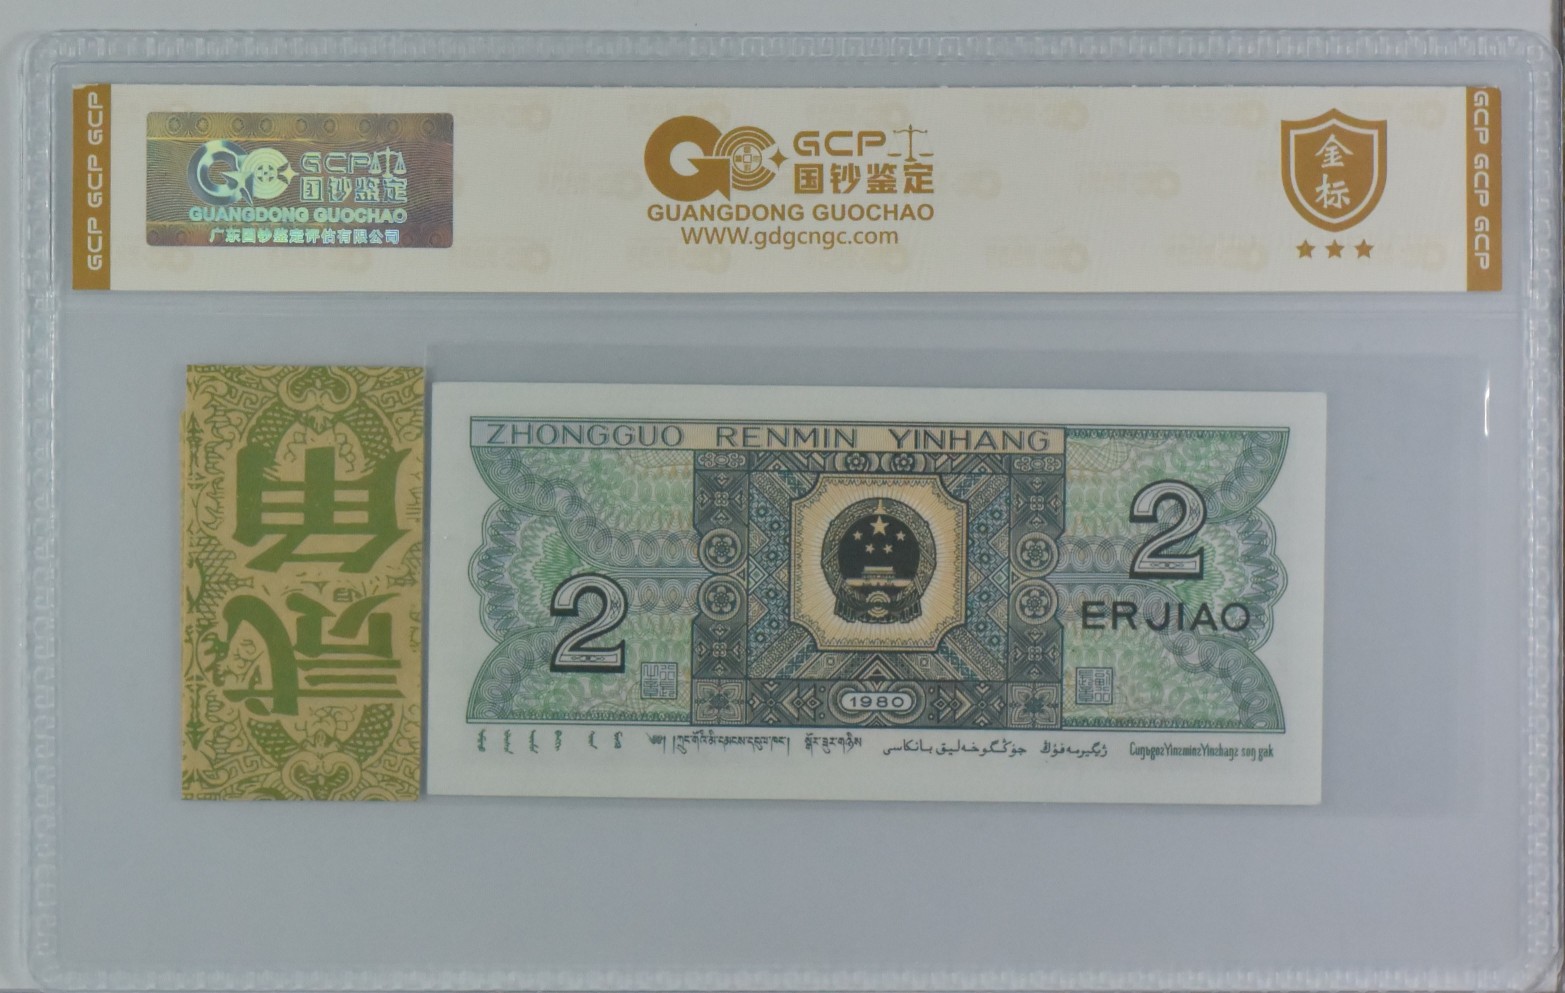 GCP GCP GCP
GCP 国钞鉴定
GUANGDONG GUOCHAO
广东国钞鉴定评估有限公司
GCP
国钞鉴定
GUANGDONG GUOCHAO
WWW.gdgcngc.com
金标
GCP GCP GCP
贰角
ZHONGGUO RENMIN YINHANG
2
2
ERJIAO
1980